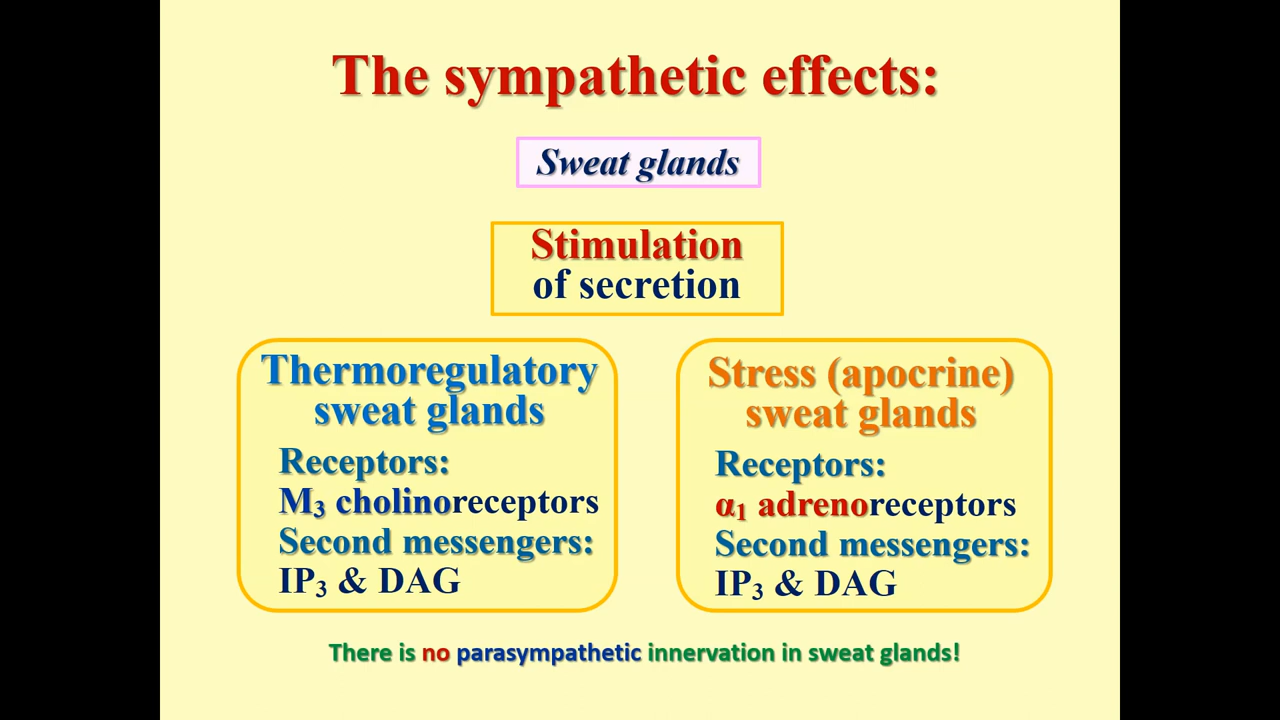 The sympathetic effects:
Sweat glands
Stimulation
of secretion
Thermoregulatory
sweat glands
Receptors:
M₃ cholinoreceptors
Second messengers:
IP₃ & DAG
Stress (apocrine)
sweat glands
Receptors:
α₁ adrenoreceptors
Second messengers:
IP₃ & DAG
There is no parasympathetic innervation in sweat glands!